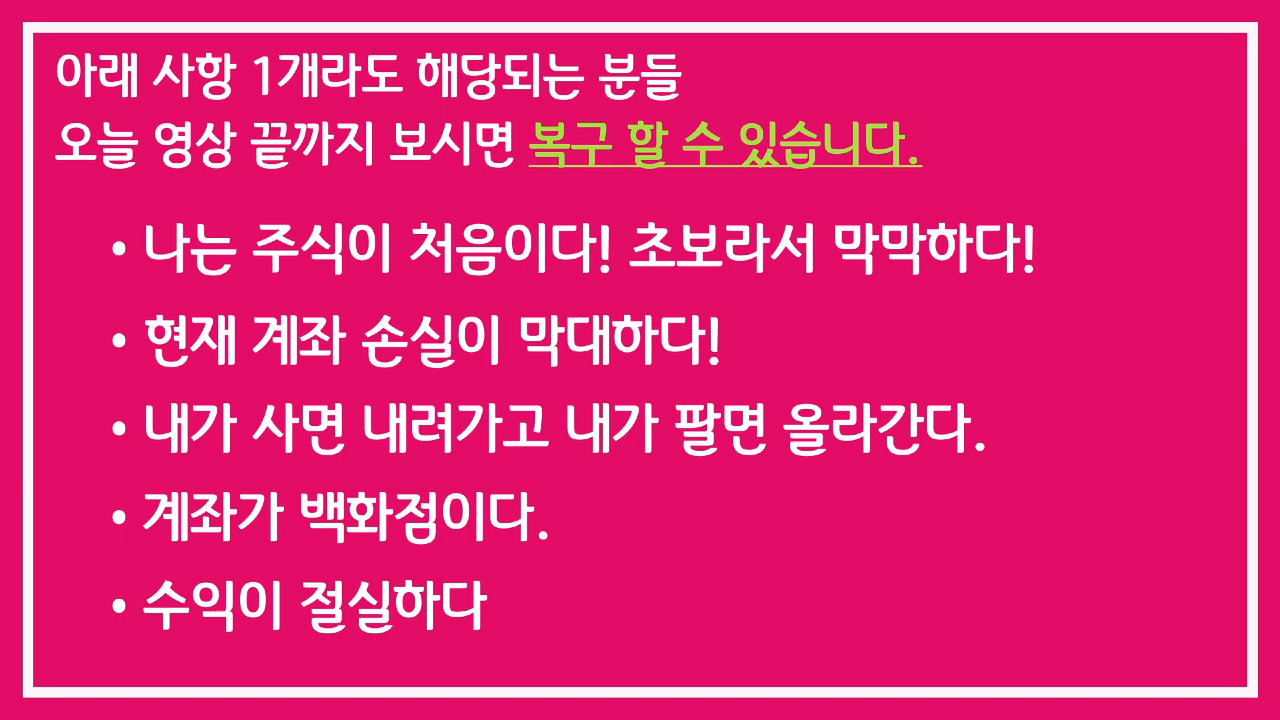 아래 사항 1개라도 해당되는 분들
오늘 영상 끝까지 보시면 복구 할 수 있습니다.
• 나는 주식이 처음이다! 초보라서 막막하다!
• 현재 계좌 손실이 막대하다!
• 내가 사면 내려가고 내가 팔면 올라간다.
• 계좌가 백화점이다.
• 수익이 절실하다